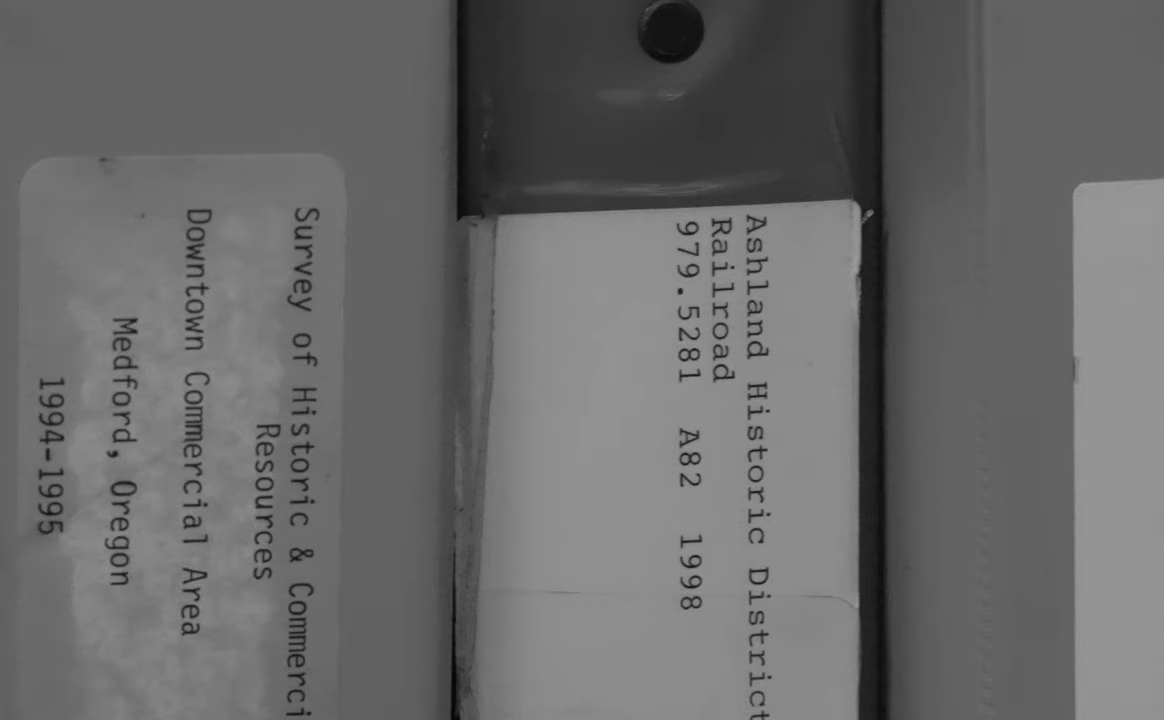 Survey of Historic & Commerci
Resources
Downtown Commercial Area
Medford, Oregon
1994-1995
Ashland Historic District
Railroad
979.5281 A82 1998